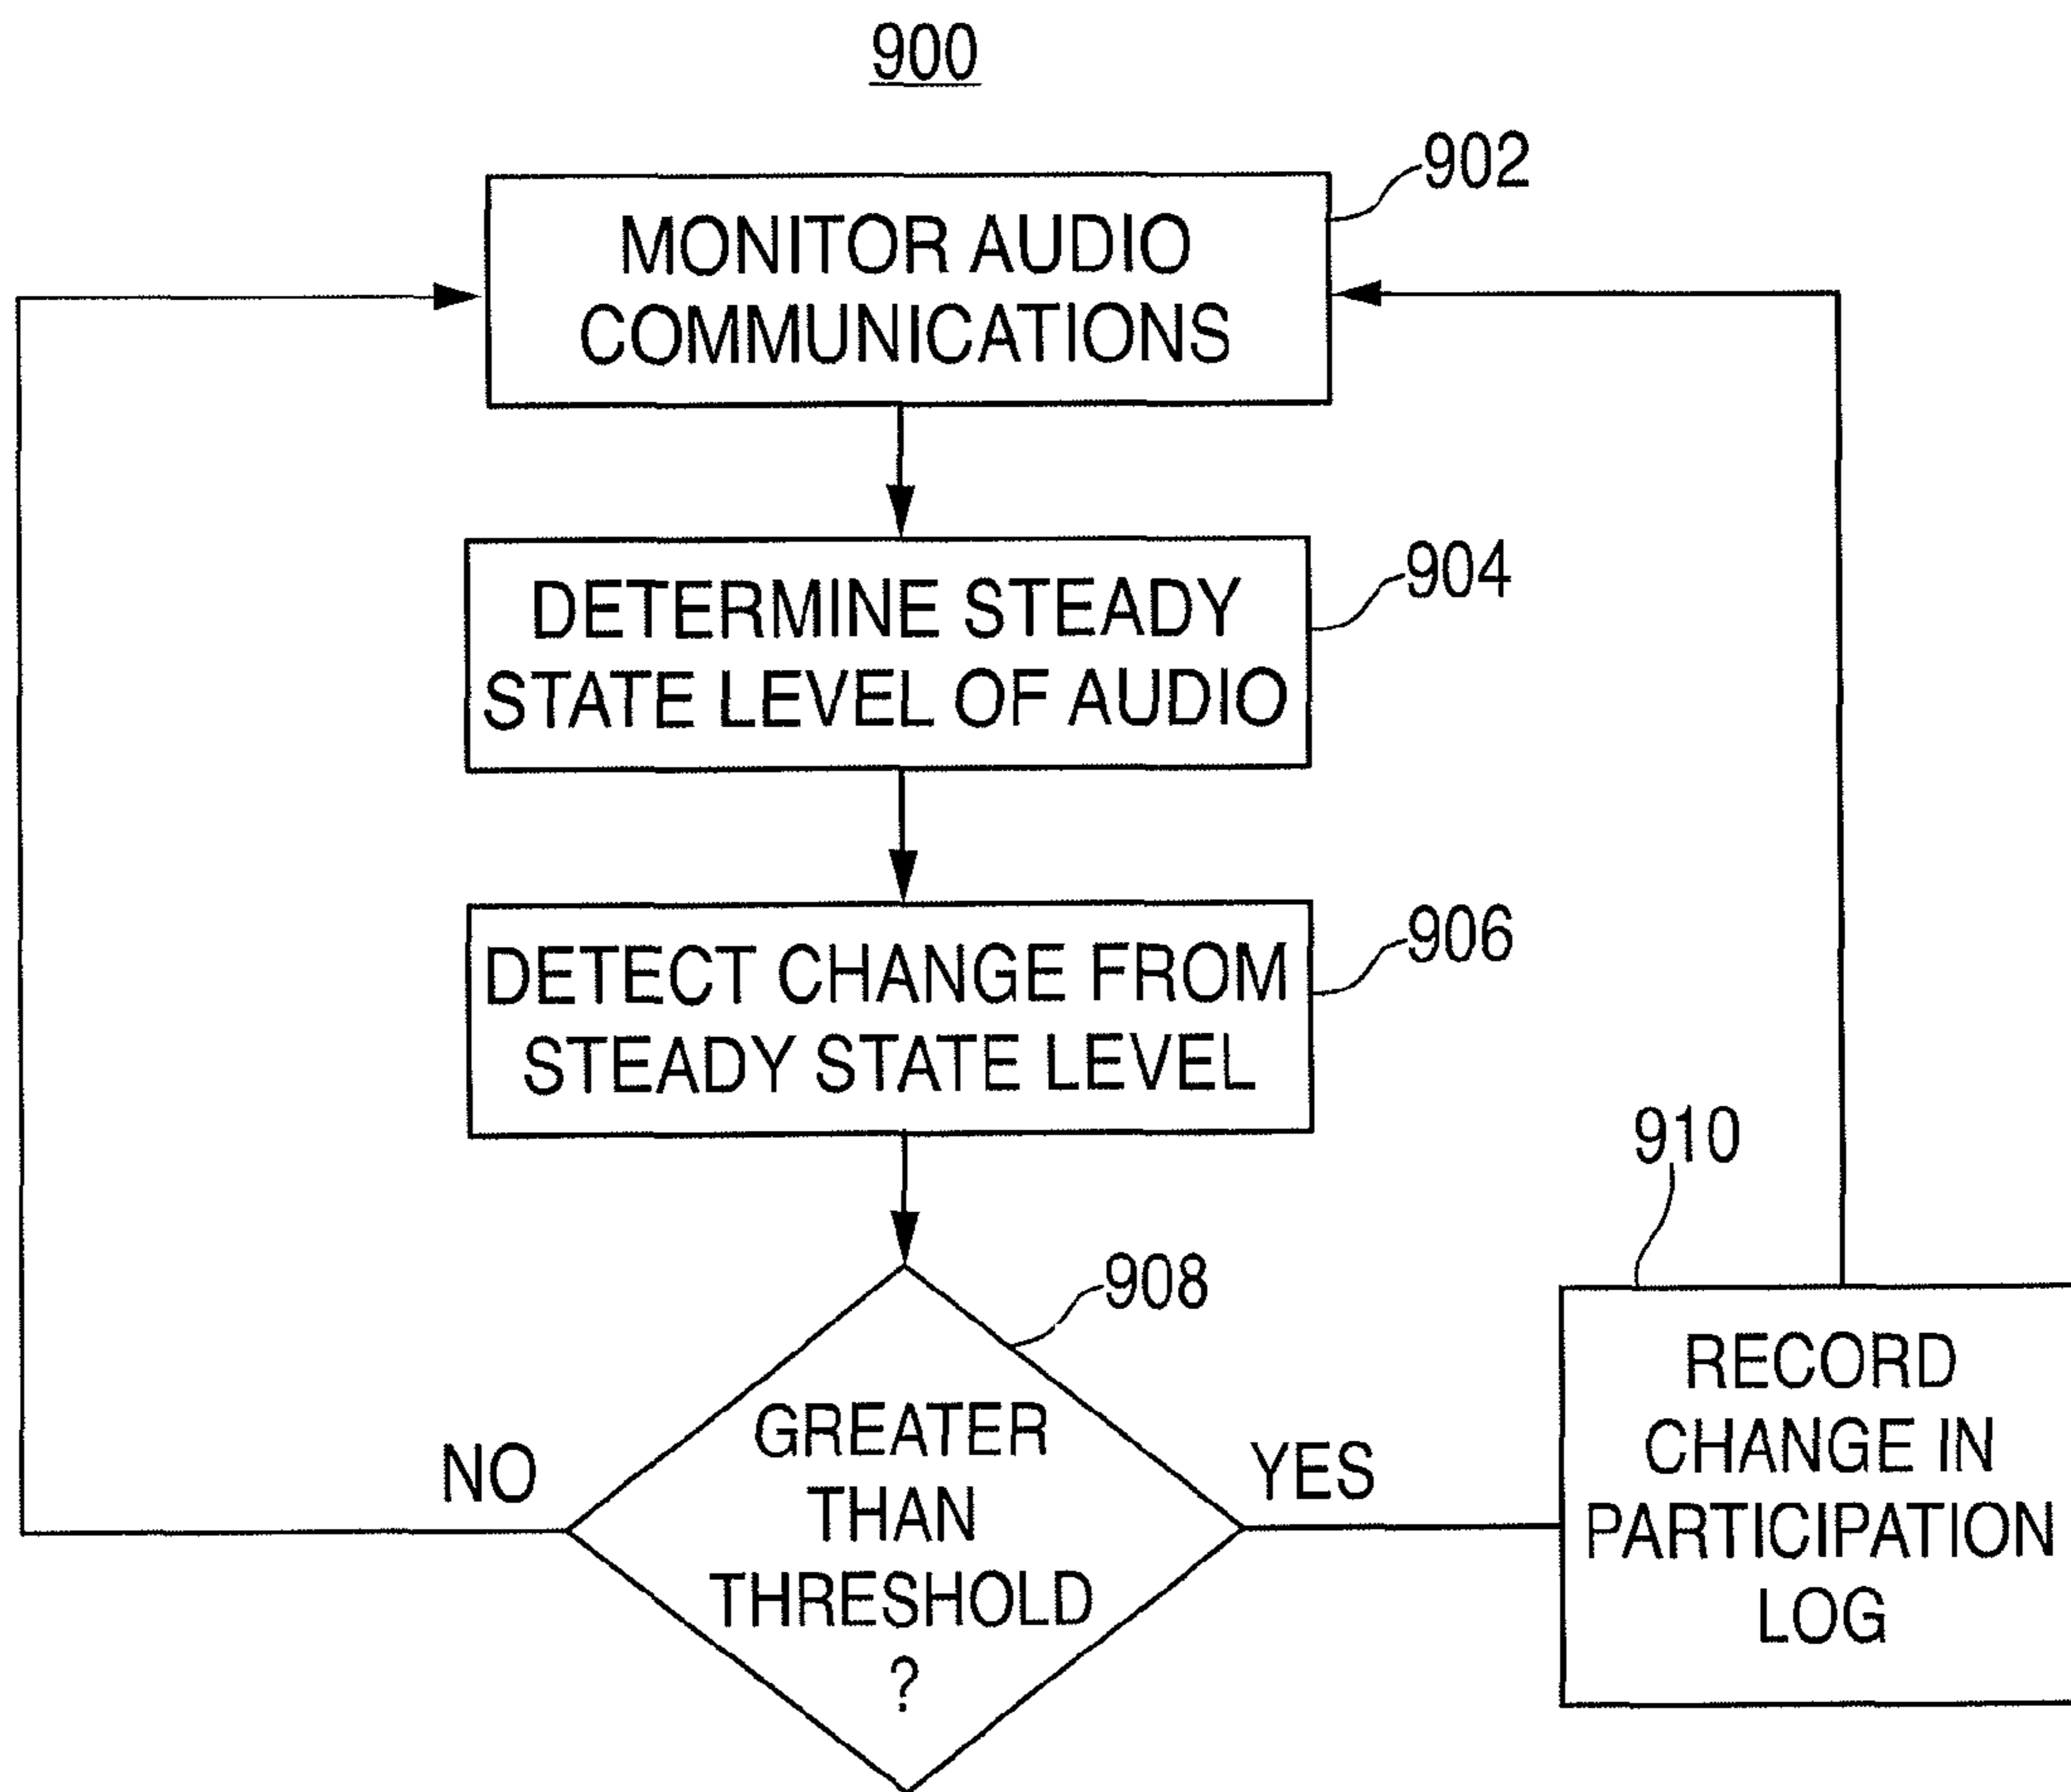 900
902
MONITOR AUDIO
COMMUNICATIONS
904
DETERMINE STEADY
STATE LEVEL OF AUDIO
906
DETECT CHANGE FROM
STEADY STATE LEVEL
908
GREATER
THAN
THRESHOLD
?
NO
YES
910
RECORD
CHANGE IN
PARTICIPATION
LOG